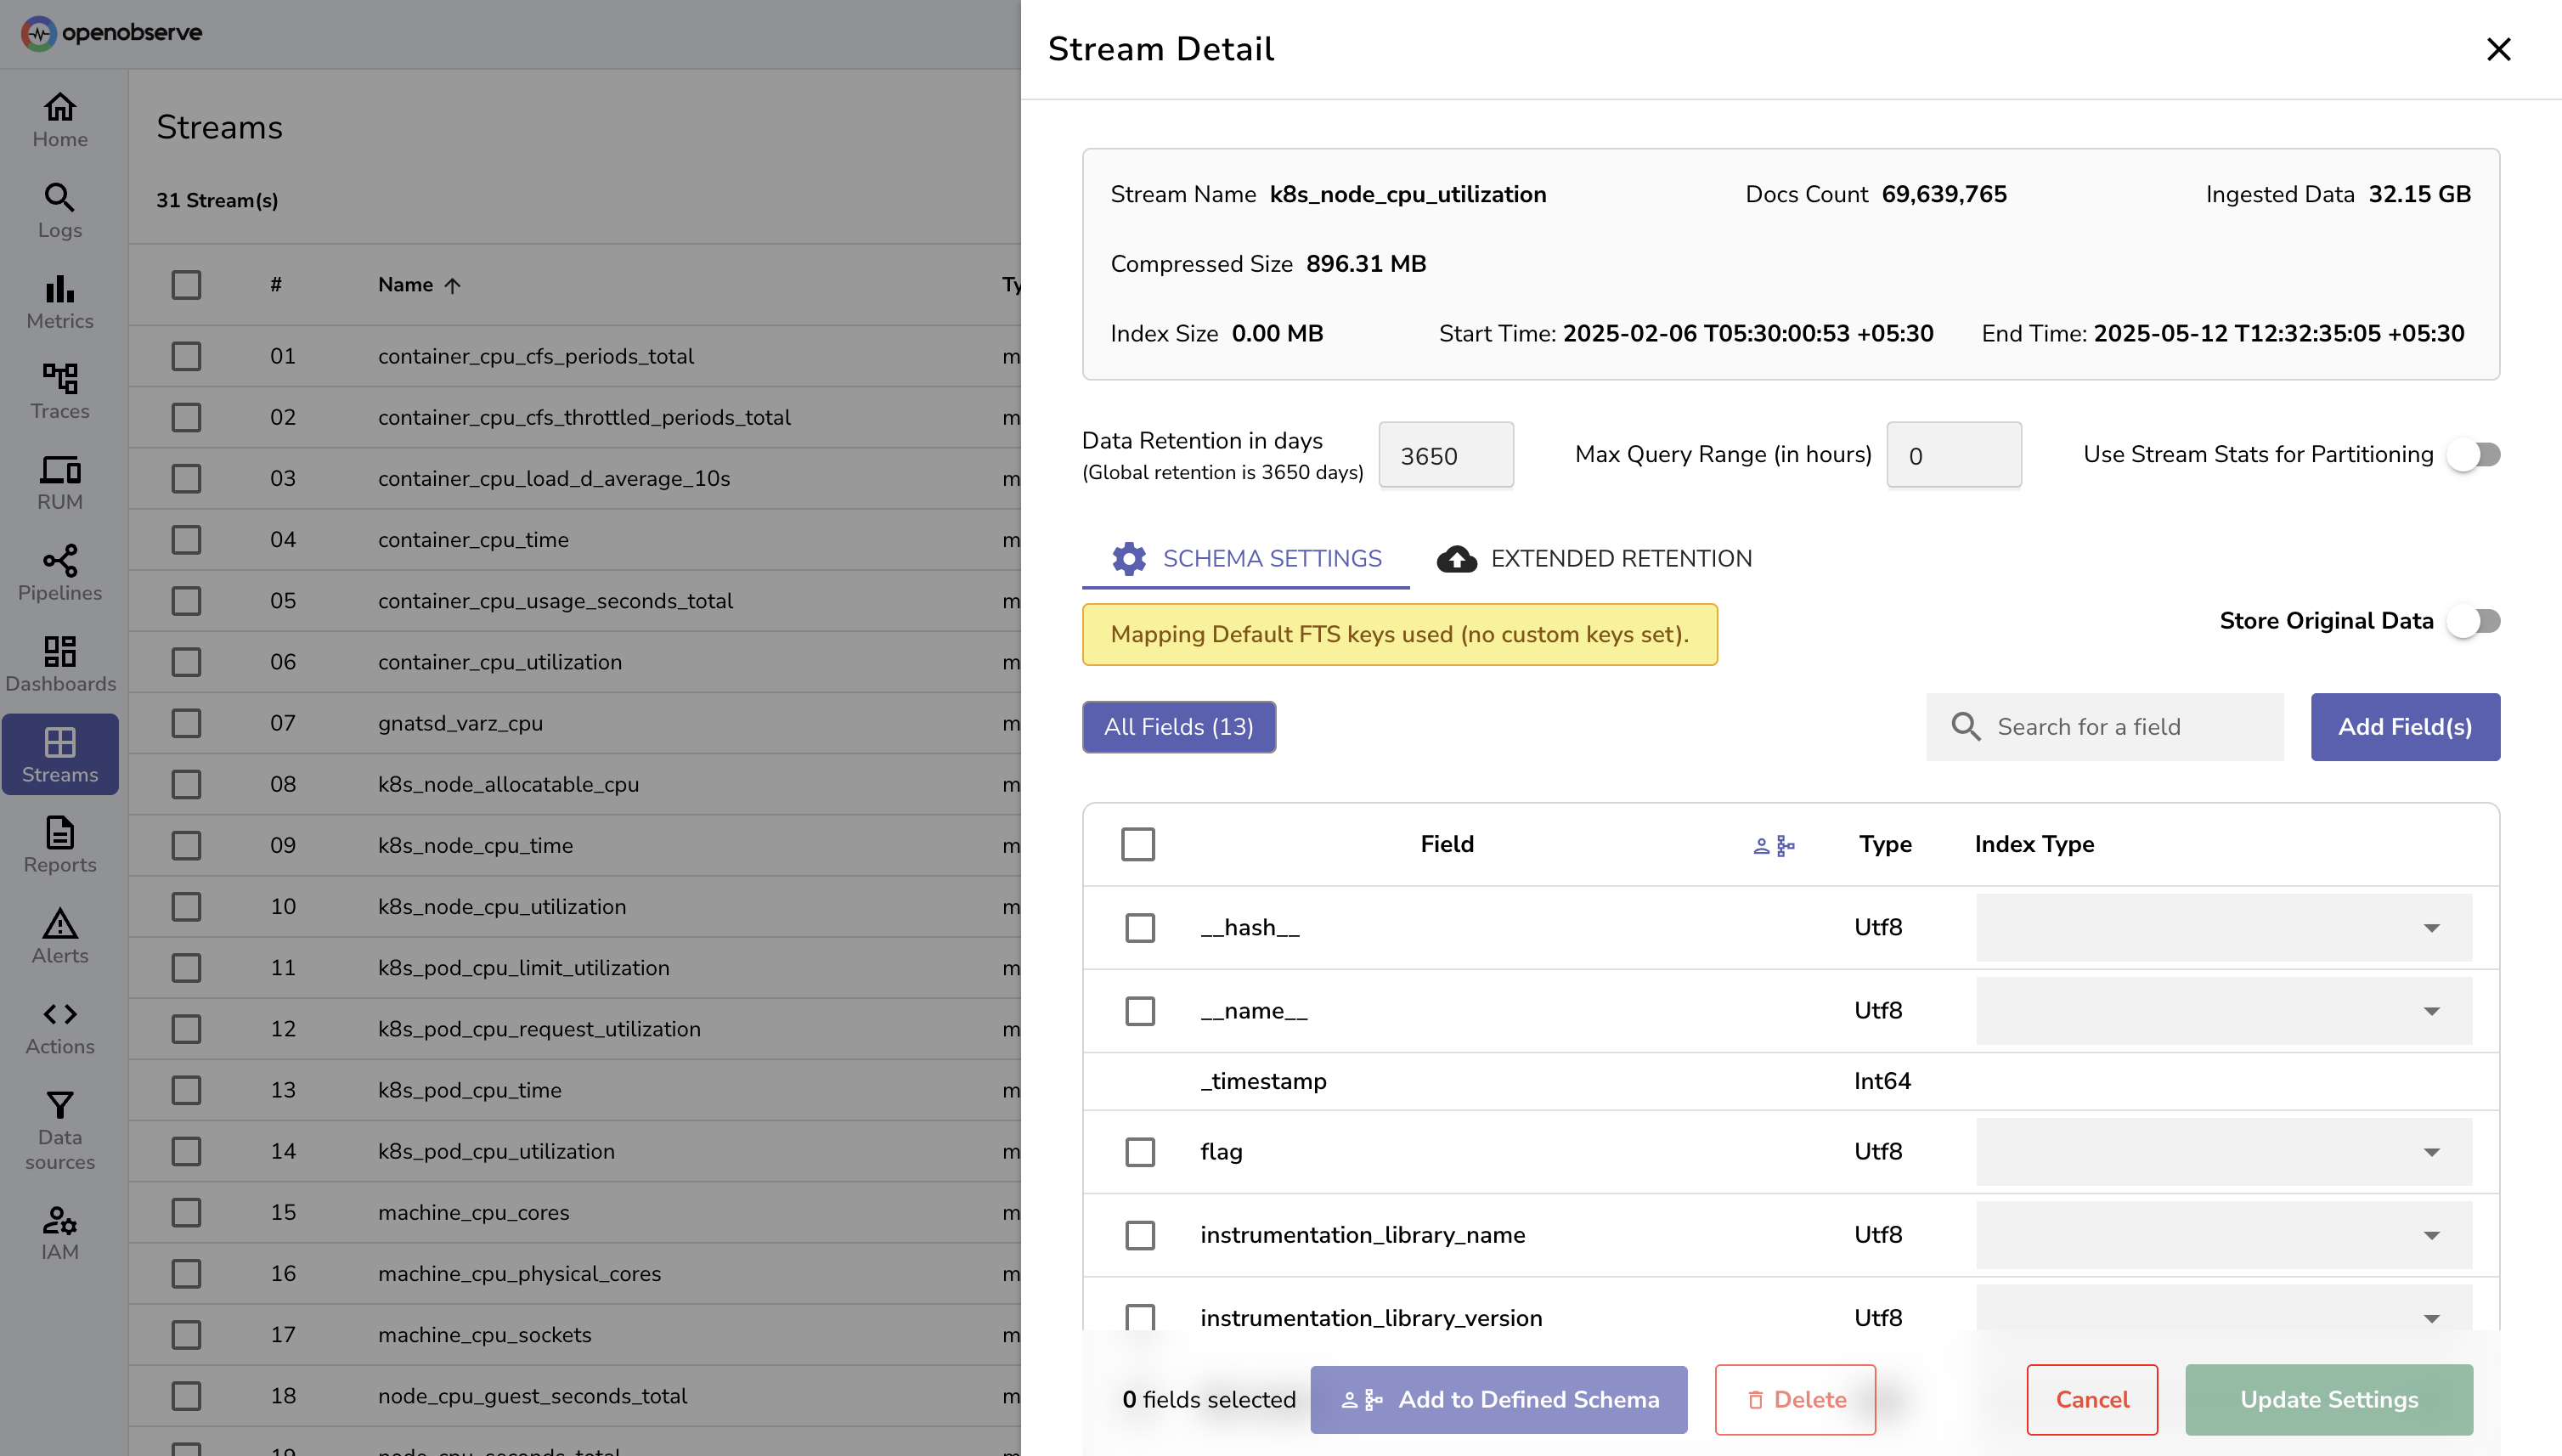 openobserve
Home
Logs
Metrics
Traces
RUM
Pipelines
Dashboards
Streams
Reports
Alerts
Actions
Data
sources
IAM
Streams
31 Stream(s)
# Name Ty
01 container_cpu_cfs_periods_total m
02 container_cpu_cfs_throttled_periods_total m
03 container_cpu_load_d_average_10s m
04 container_cpu_time m
05 container_cpu_usage_seconds_total m
06 container_cpu_utilization m
07 gnatsd_varz_cpu m
08 k8s_node_allocatable_cpu m
09 k8s_node_cpu_time m
10 k8s_node_cpu_utilization m
11 k8s_pod_cpu_limit_utilization m
12 k8s_pod_cpu_request_utilization m
13 k8s_pod_cpu_time m
14 k8s_pod_cpu_utilization m
15 machine_cpu_cores m
16 machine_cpu_physical_cores m
17 machine_cpu_sockets m
18 node_cpu_guest_seconds_total m
19 node_cpu_seconds_total
Stream Detail
Stream Name k8s_node_cpu_utilization Docs Count 69,639,765 Ingested Data 32.15 GB
Compressed Size 896.31 MB
Index Size 0.00 MB Start Time: 2025-02-06 T05:30:00:53 +05:30 End Time: 2025-05-12 T12:32:35:05 +05:30
Data Retention in days
(Global retention is 3650 days)
3650
Max Query Range (in hours) 0
Use Stream Stats for Partitioning
SCHEMA SETTINGS EXTENDED RETENTION
Mapping Default FTS keys used (no custom keys set).
Store Original Data
All Fields (13) Search for a field Add Field(s)
Field Type Index Type
__hash__ Utf8
__name__ Utf8
_timestamp Int64
flag Utf8
instrumentation_library_name Utf8
instrumentation_library_version Utf8
0 fields selected Add to Defined Schema Delete Cancel Update Settings